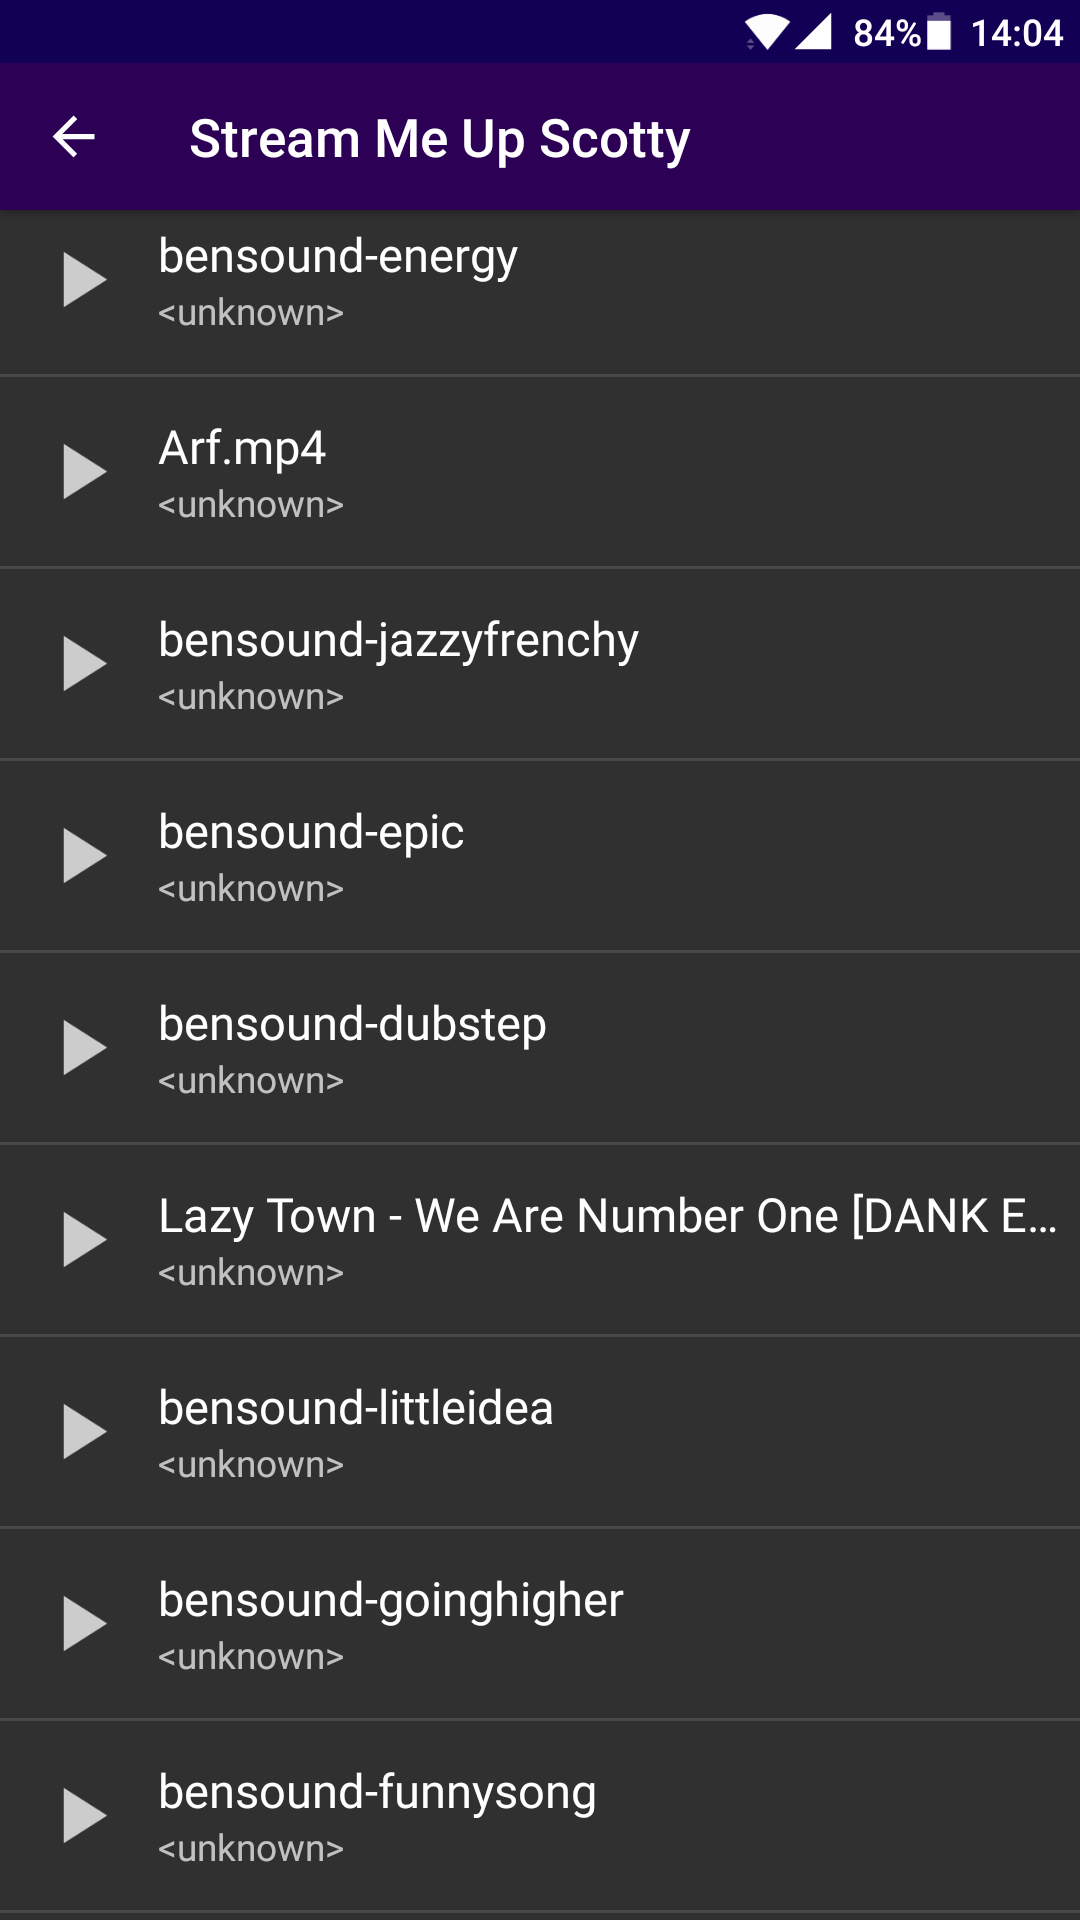 84% 14:04
Stream Me Up Scotty
bensound-energy
<unknown>
Arf.mp4
<unknown>
bensound-jazzyfrenchy
<unknown>
bensound-epic
<unknown>
bensound-dubstep
<unknown>
Lazy Town - We Are Number One [DANK E...
<unknown>
bensound-littleidea
<unknown>
bensound-goinghigher
<unknown>
bensound-funnysong
<unknown>